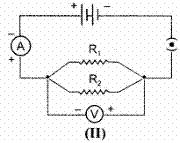 + −
−
A
+
R₁
R₂
− V +
(II)